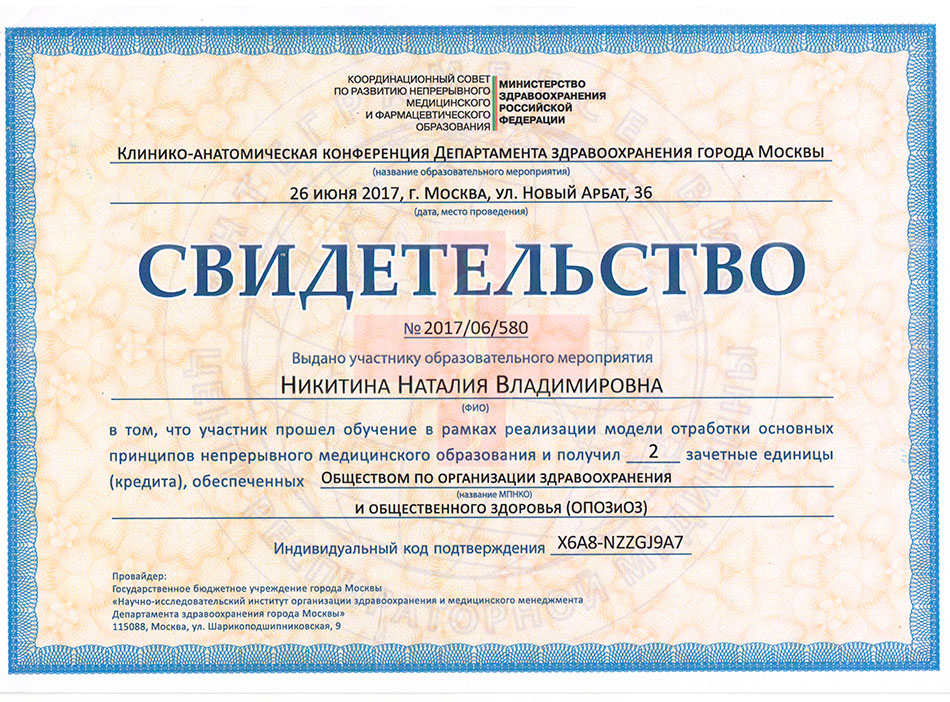 КООРДИНАЦИОННЫЙ СОВЕТ
ПО РАЗВИТИЮ НЕПРЕРЫВНОГО
МЕДИЦИНСКОГО
И ФАРМАЦЕВТИЧЕСКОГО
ОБРАЗОВАНИЯ
МИНИСТЕРСТВО
ЗДРАВООХРАНЕНИЯ
РОССИЙСКОЙ
ФЕДЕРАЦИИ
Клинико-анатомическая конференция Департамента здравоохранения города Москвы
(название образовательного мероприятия)
26 июня 2017, г. Москва, ул. Новый Арбат, 36
(дата, место проведения)
СВИДЕТЕЛЬСТВО
№ 2017/06/580
Выдано участнику образовательного мероприятия
Никитина Наталия Владимировна
(ФИО)
в том, что участник прошел обучение в рамках реализации модели отработки основных
принципов непрерывного медицинского образования и получил 2 зачетные единицы
(кредита), обеспеченных Обществом по организации здравоохранения
(название МПНКО)
и общественного здоровья (ОПОЗиОЗ)
Индивидуальный код подтверждения X6A8-NZZGJ9A7
Провайдер:
Государственное бюджетное учреждение города Москвы
«Научно-исследовательский институт организации здравоохранения и медицинского менеджмента
Департамента здравоохранения города Москвы»
115088, Москва, ул. Шарикоподшипниковская, 9